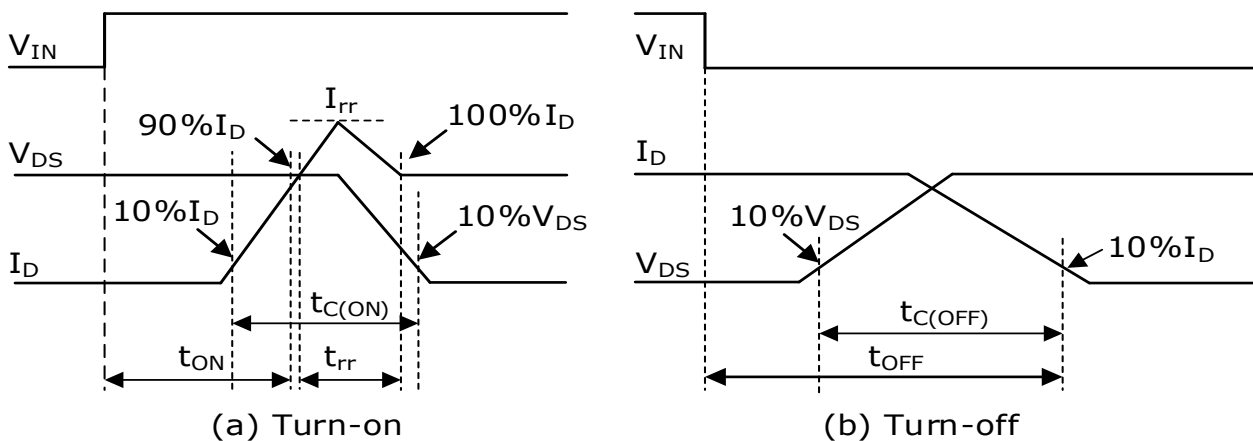 V_IN
I_rr
90%I_D
100%I_D
V_DS
10%I_D
10%V_DS
I_D
t_C(ON)
t_ON
t_rr
(a) Turn-on
V_IN
I_D
10%V_DS
V_DS
10%I_D
t_C(OFF)
t_OFF
(b) Turn-off